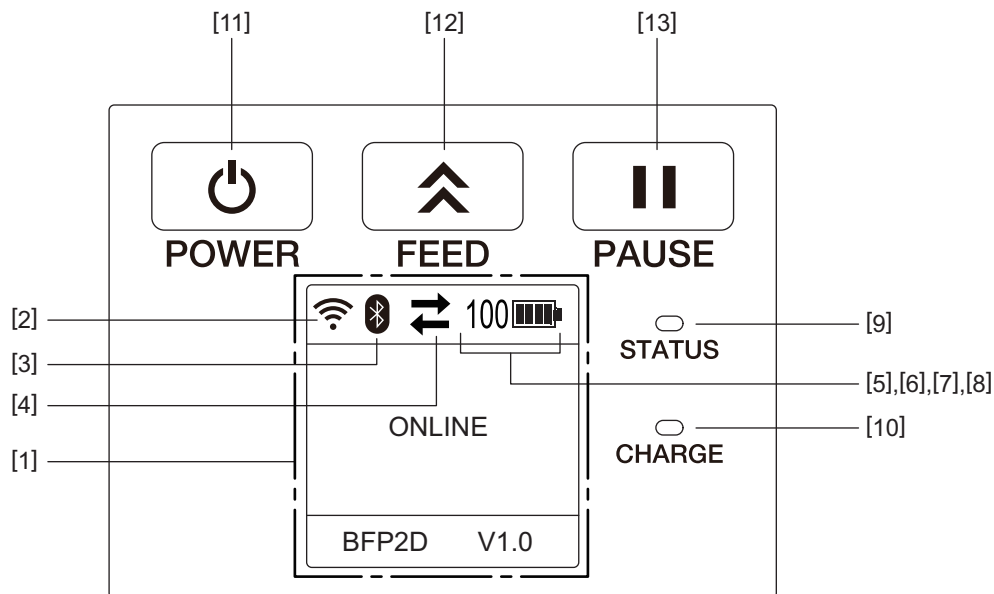 [11] [12] [13]
POWER FEED PAUSE
[2] 100 [9]
STATUS
[3]
[5],[6],[7],[8]
[4]
ONLINE [10]
CHARGE
[1]
BFP2D V1.0